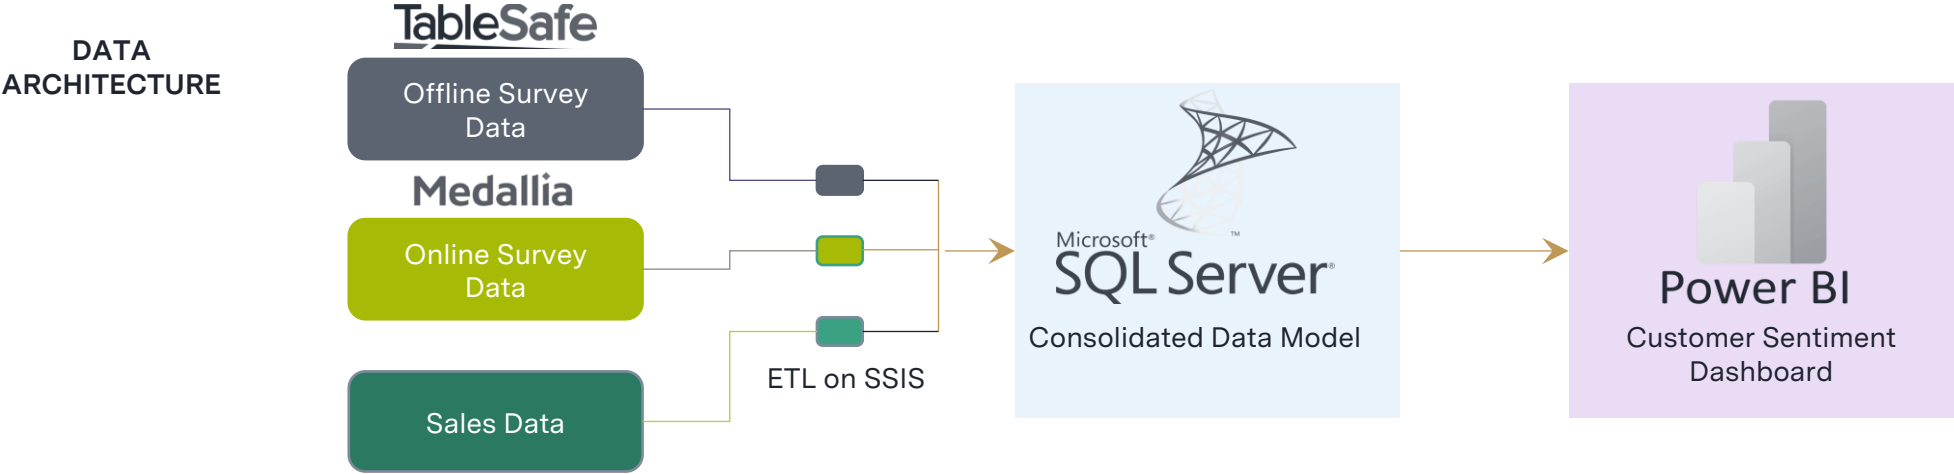 DATA
ARCHITECTURE
TableSafe
Offline Survey
Data
Medallia
Online Survey
Data
Sales Data
ETL on SSIS
Microsoft®
SQL Server®
™
Consolidated Data Model
Power BI
Customer Sentiment
Dashboard